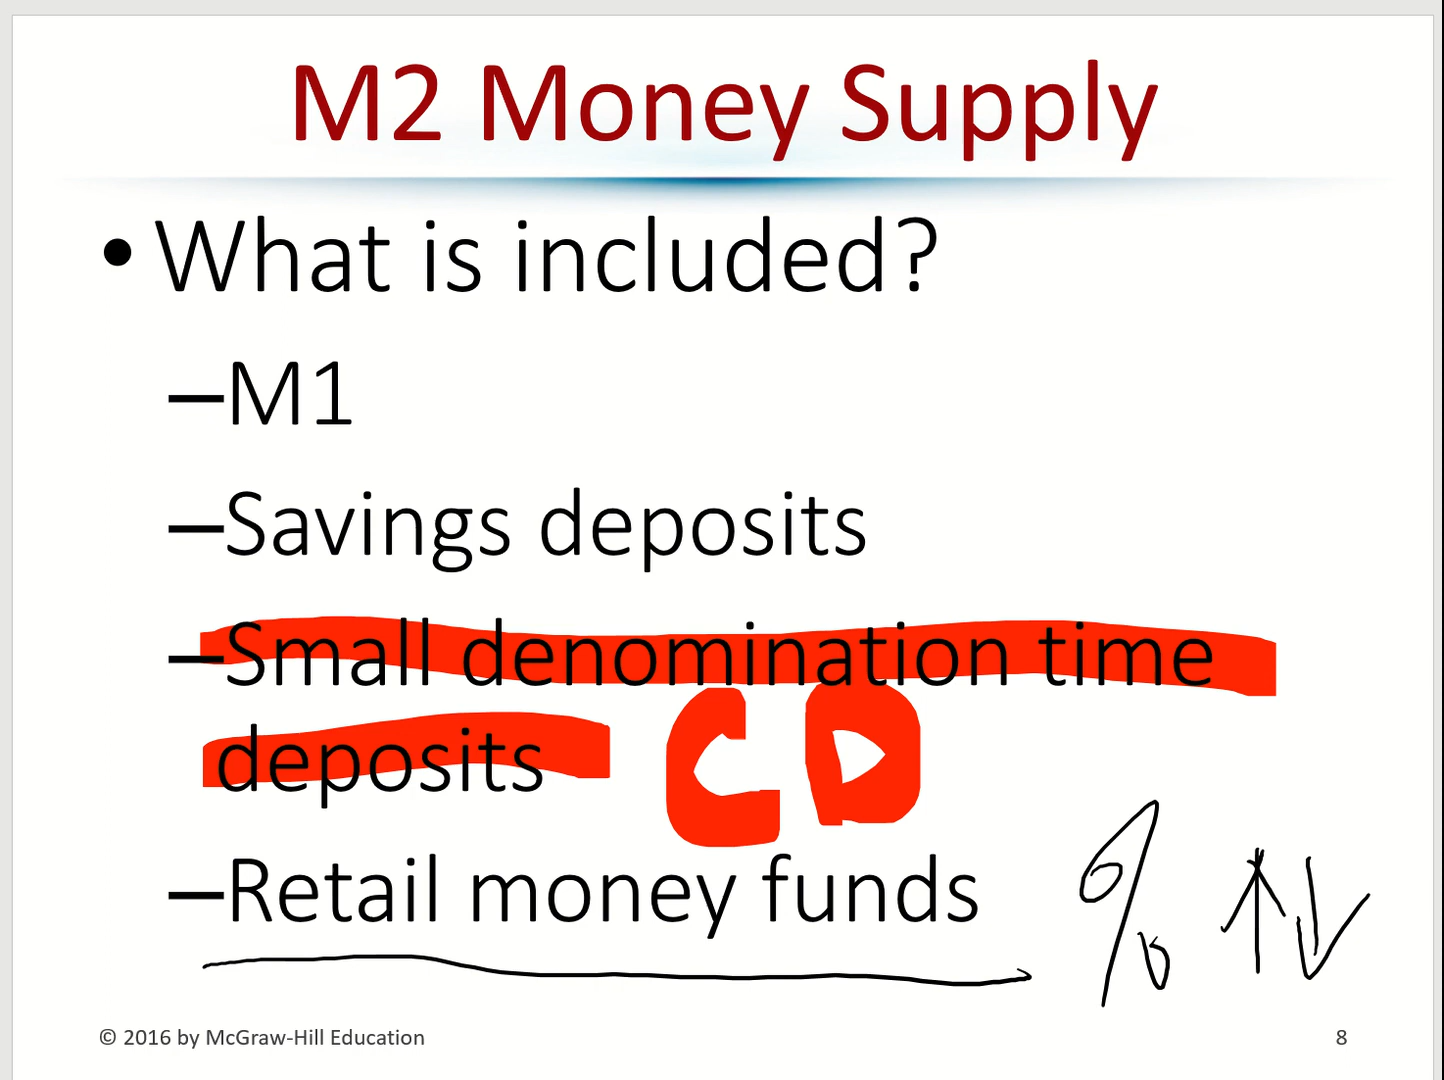 M2 Money Supply
• What is included?
–M1
–Savings deposits
–Small denomination time
deposits
CD
–Retail money funds
% ↑↓
© 2016 by McGraw-Hill Education
8